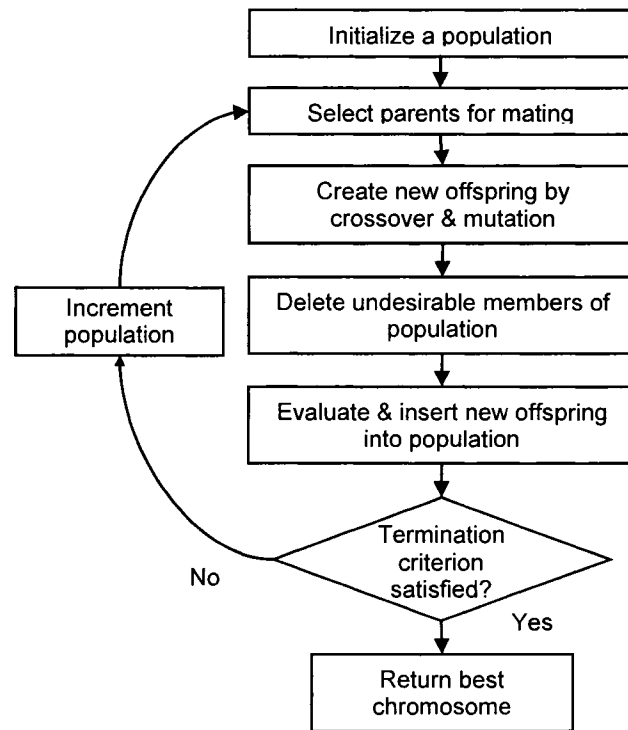 Initialize a population
Select parents for mating
Create new offspring by
crossover & mutation
Delete undesirable members of
population
Increment
population
Evaluate & insert new offspring
into population
Termination
criterion
satisfied?
No
Yes
Return best
chromosome